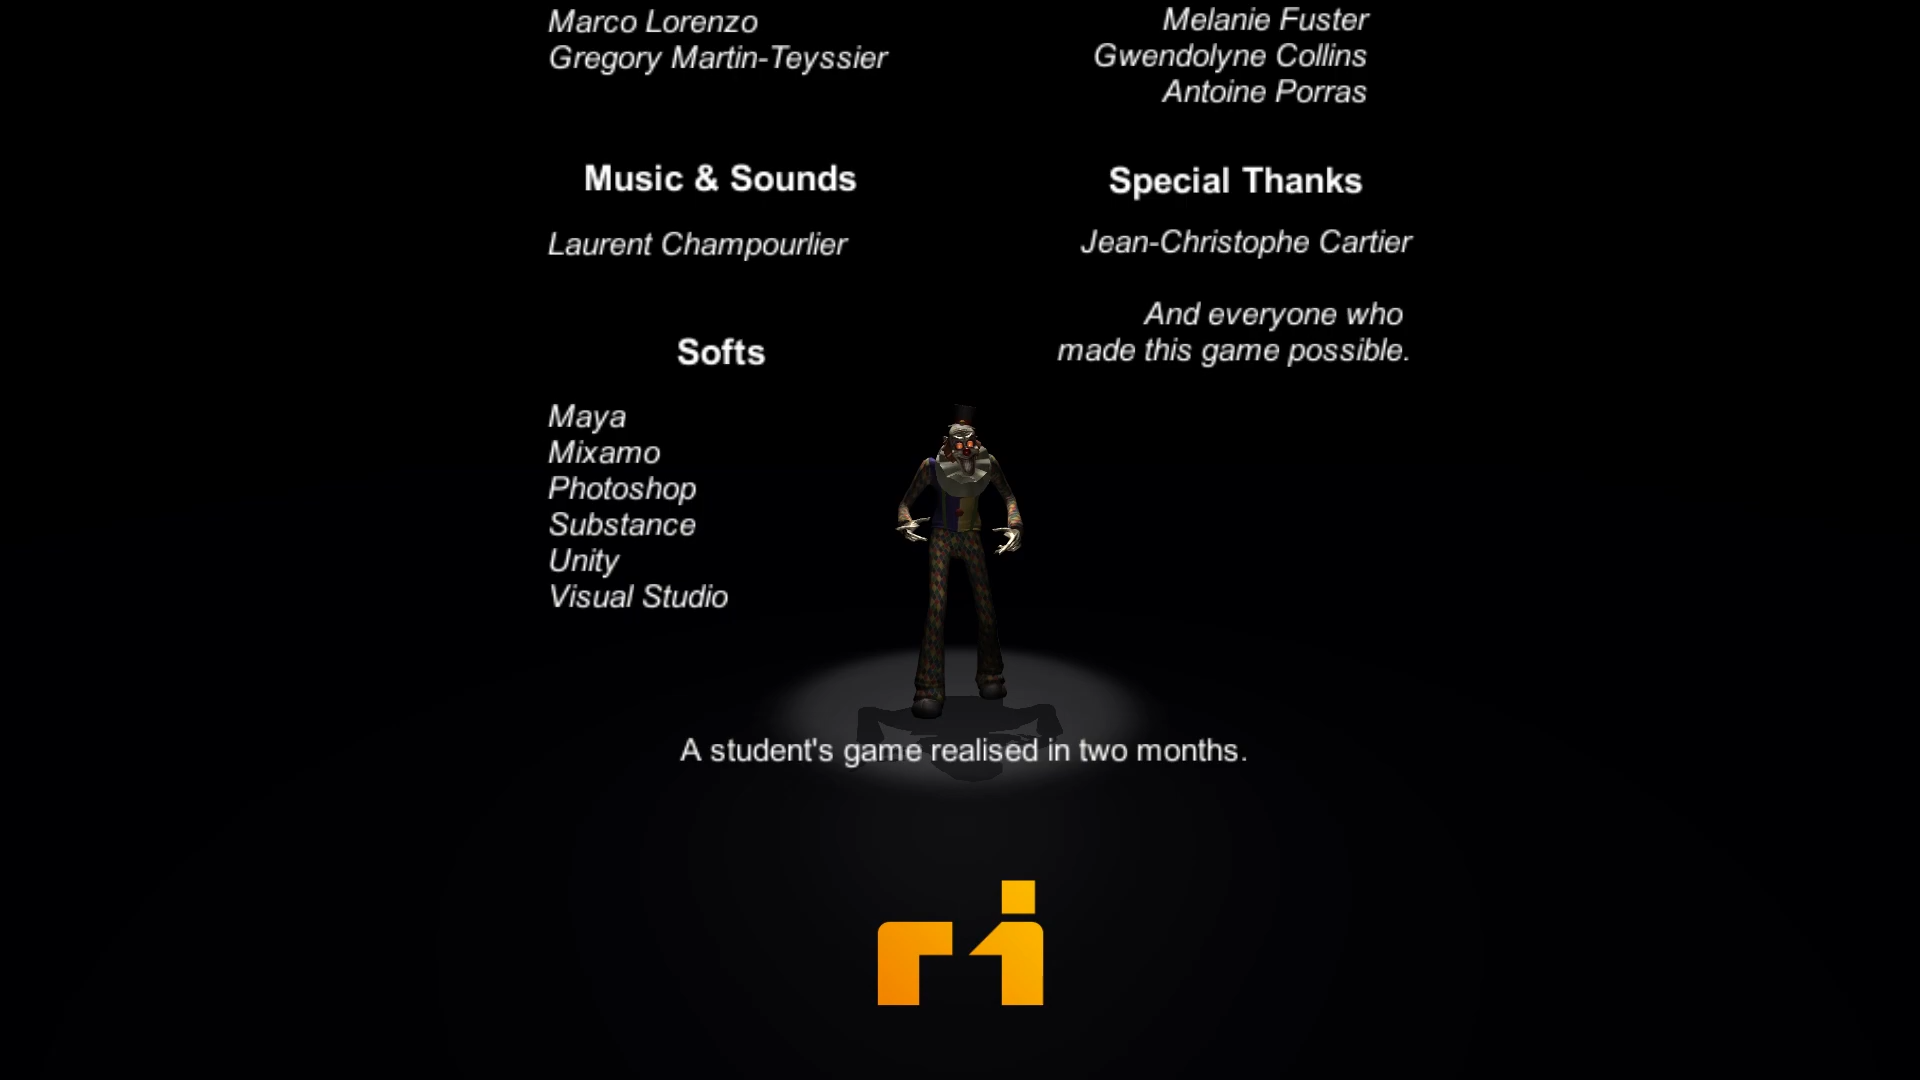 Marco Lorenzo
Gregory Martin-Teyssier
Melanie Fuster
Gwendolyne Collins
Antoine Porras
Music & Sounds
Laurent Champourlier
Special Thanks
Jean-Christophe Cartier
And everyone who
made this game possible.
Softs
Maya
Mixamo
Photoshop
Substance
Unity
Visual Studio
A student's game realised in two months.
ri